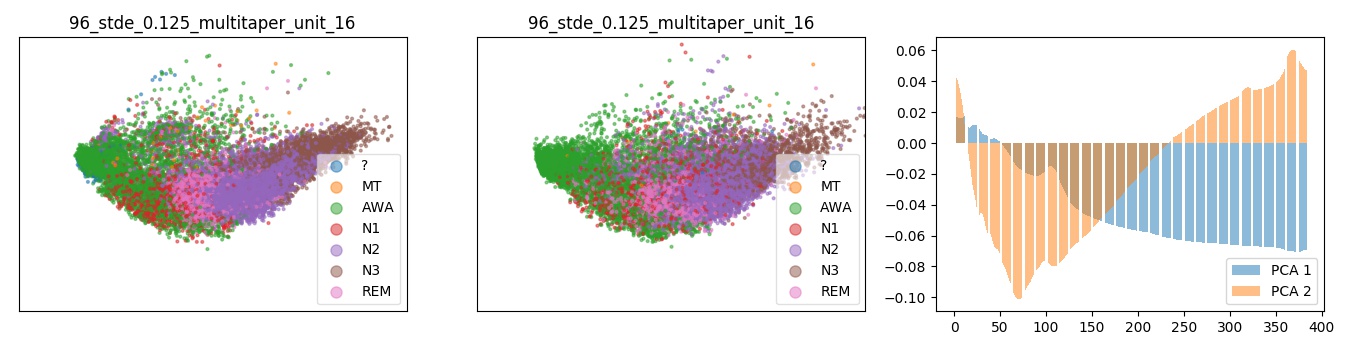 96_stde_0.125_multitaper_unit_16
?
MT
AWA
N1
N2
N3
REM
96_stde_0.125_multitaper_unit_16
?
MT
AWA
N1
N2
N3
REM
0.06
0.04
0.02
0.00
−0.02
−0.04
−0.06
−0.08
−0.10
0 50 100 150 200 250 300 350 400
PCA 1
PCA 2